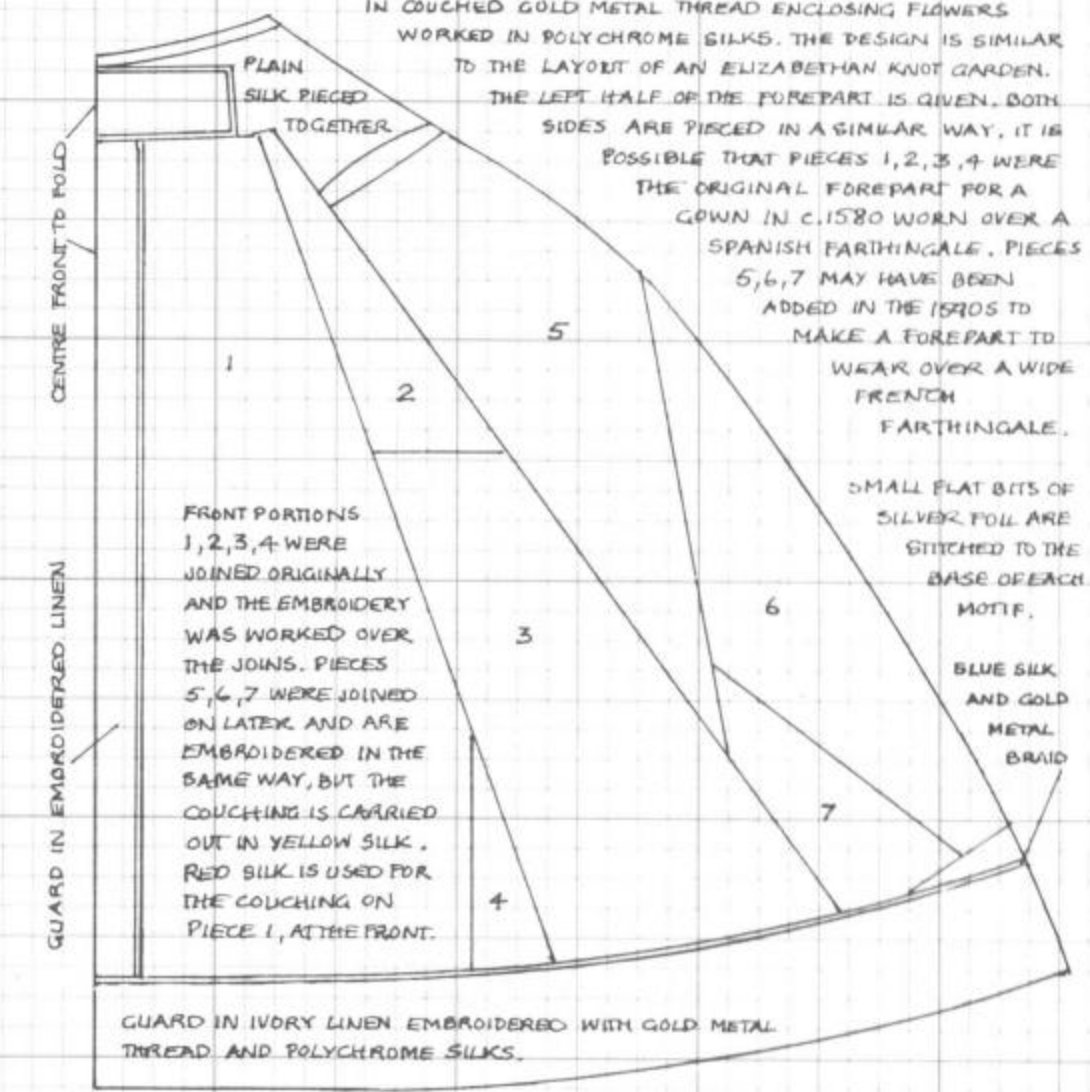 IN COUCHED GOLD METAL THREAD ENCLOSING FLOWERS
WORKED IN POLYCHROME SILKS. THE DESIGN IS SIMILAR
TO THE LAYOUT OF AN ELIZABETHAN KNOT GARDEN.
THE LEFT HALF OF THE FOREPART IS GIVEN. BOTH
SIDES ARE PIECED IN A SIMILAR WAY. IT IS
POSSIBLE THAT PIECES 1, 2, 3, 4 WERE
THE ORIGINAL FOREPART FOR A
GOWN IN C.1580 WORN OVER A
SPANISH FARTHINGALE. PIECES
5, 6, 7 MAY HAVE BEEN
ADDED IN THE 1590S TO
MAKE A FOREPART TO
WEAR OVER A WIDE
FRENCH
FARTHINGALE.
PLAIN
SILK PIECED
TOGETHER
CENTRE FRONT TO FOLD
1
2
5
SMALL FLAT BITS OF
SILVER FOIL ARE
STITCHED TO THE
BASE OF EACH
MOTIF.
FRONT PORTIONS
1, 2, 3, 4 WERE
JOINED ORIGINALLY
AND THE EMBROIDERY
WAS WORKED OVER
THE JOINS. PIECES
5, 6, 7 WERE JOINED
ON LATER AND ARE
EMBROIDERED IN THE
SAME WAY, BUT THE
COUCHING IS CARRIED
OUT IN YELLOW SILK.
RED SILK IS USED FOR
THE COUCHING ON
PIECE 1, AT THE FRONT.
GUARD IN EMBROIDERED LINEN
3
6
BLUE SILK
AND GOLD
METAL
BRAID
7
4
GUARD IN IVORY LINEN EMBROIDERED WITH GOLD METAL
THREAD AND POLYCHROME SILKS.